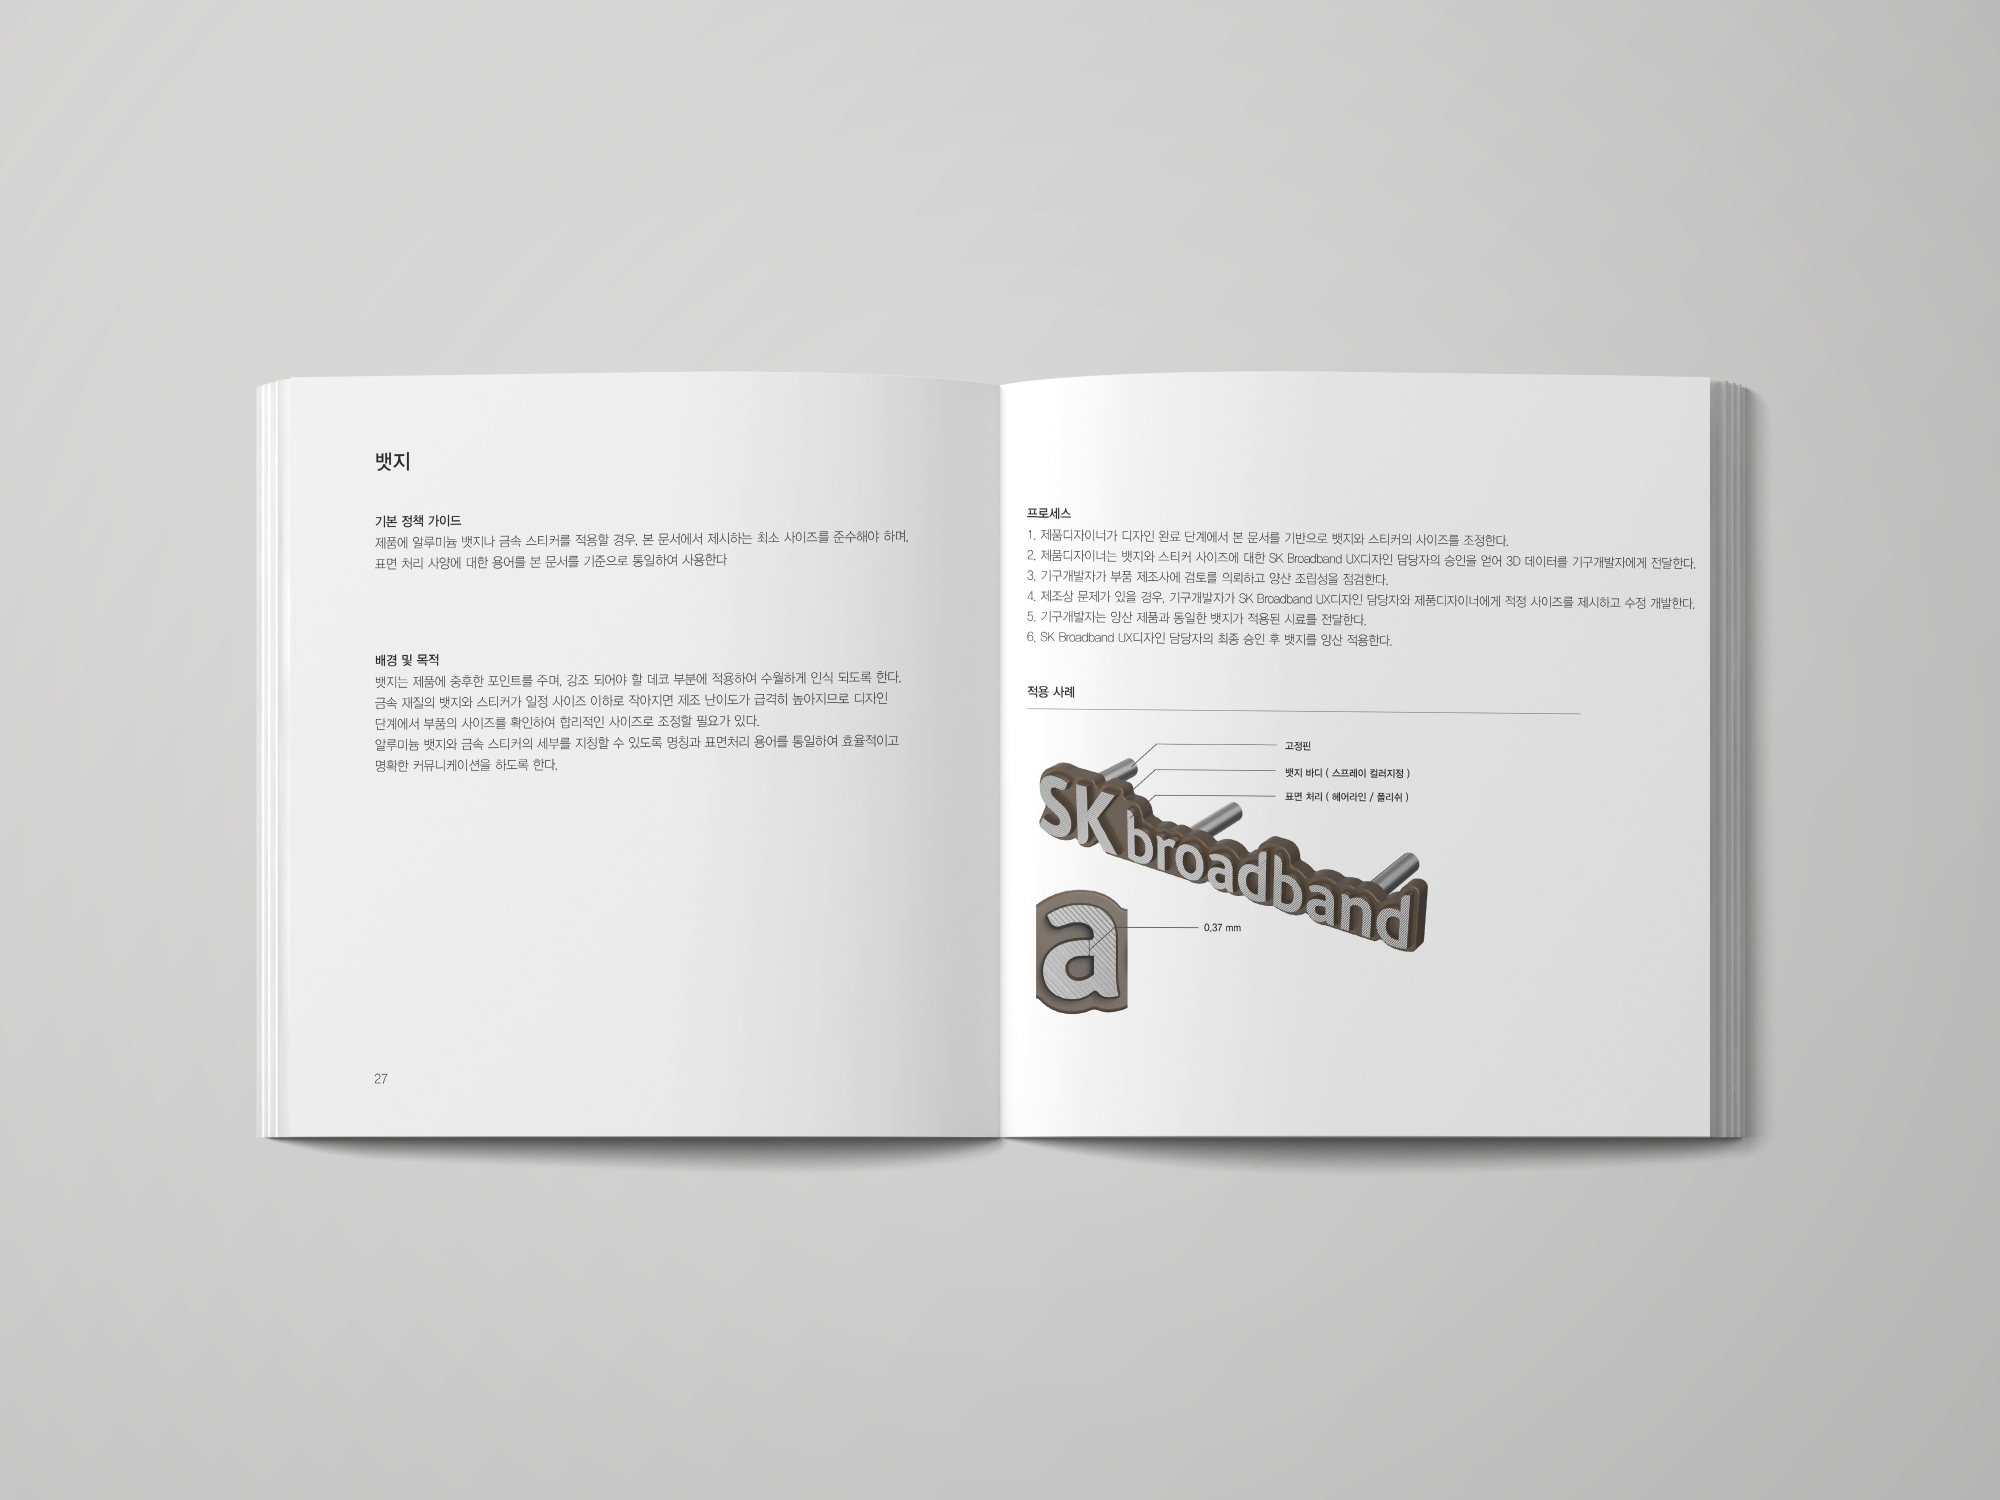 뱃지
기본 정책 가이드
제품에 알루미늄 뱃지나 금속 스티커를 적용할 경우, 본 문서에서 제시하는 최소 사이즈를 준수해야 하며,
표면 처리 사양에 대한 용어를 본 문서를 기준으로 통일하여 사용한다
배경 및 목적
뱃지는 제품에 중후한 포인트를 주며, 강조 되어야 할 데코 부분에 적용하여 수월하게 인식 되도록 한다.
금속 재질의 뱃지와 스티커가 일정 사이즈 이하로 작아지면 제조 난이도가 급격히 높아지므로 디자인
단계에서 부품의 사이즈를 확인하여 합리적인 사이즈로 조정할 필요가 있다.
알루미늄 뱃지와 금속 스티커의 세부를 지칭할 수 있도록 명칭과 표면처리 용어를 통일하여 효율적이고
명확한 커뮤니케이션을 하도록 한다.
27
프로세스
1. 제품디자이너가 디자인 완료 단계에서 본 문서를 기반으로 뱃지와 스티커의 사이즈를 조정한다.
2. 제품디자이너는 뱃지와 스티커 사이즈에 대한 SK Broadband UX디자인 담당자의 승인을 얻어 3D 데이터를 기구개발자에게 전달한다.
3. 기구개발자가 부품 제조사에 검토를 의뢰하고 양산 조립성을 점검한다.
4. 제조상 문제가 있을 경우, 기구개발자가 SK Broadband UX디자인 담당자와 제품디자이너에게 적정 사이즈를 제시하고 수정 개발한다.
5. 기구개발자는 양산 제품과 동일한 뱃지가 적용된 시료를 전달한다.
6. SK Broadband UX디자인 담당자의 최종 승인 후 뱃지를 양산 적용한다.
적용 사례
고정핀
뱃지 바디 ( 스프레이 컬러지정 )
표면 처리 ( 헤어라인 / 폴리쉬 )
SK broadband
a
0.37 mm